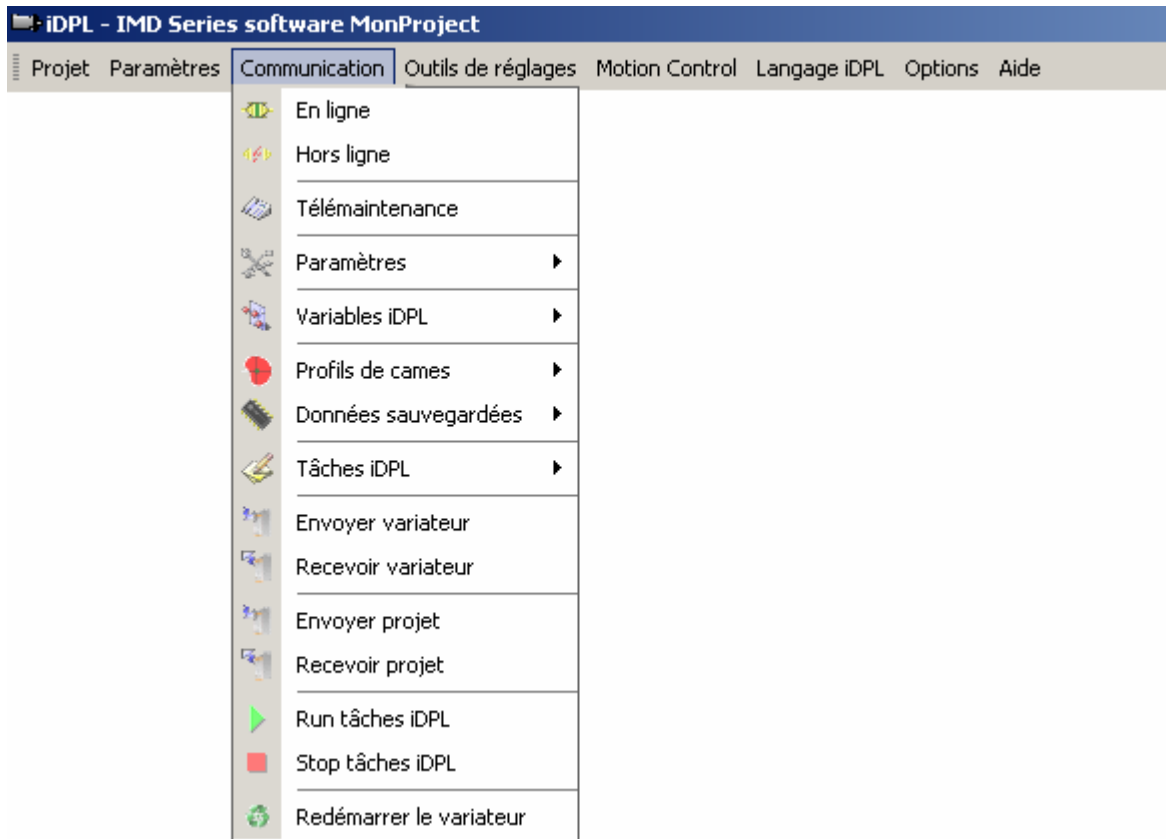 iDPL - IMD Series software MonProject
Projet Paramètres Communication Outils de réglages Motion Control Langage iDPL Options Aide
En ligne
Hors ligne
Télémaintenance
Paramètres
Variables iDPL
Profils de cames
Données sauvegardées
Tâches iDPL
Envoyer variateur
Recevoir variateur
Envoyer projet
Recevoir projet
Run tâches iDPL
Stop tâches iDPL
Redémarrer le variateur